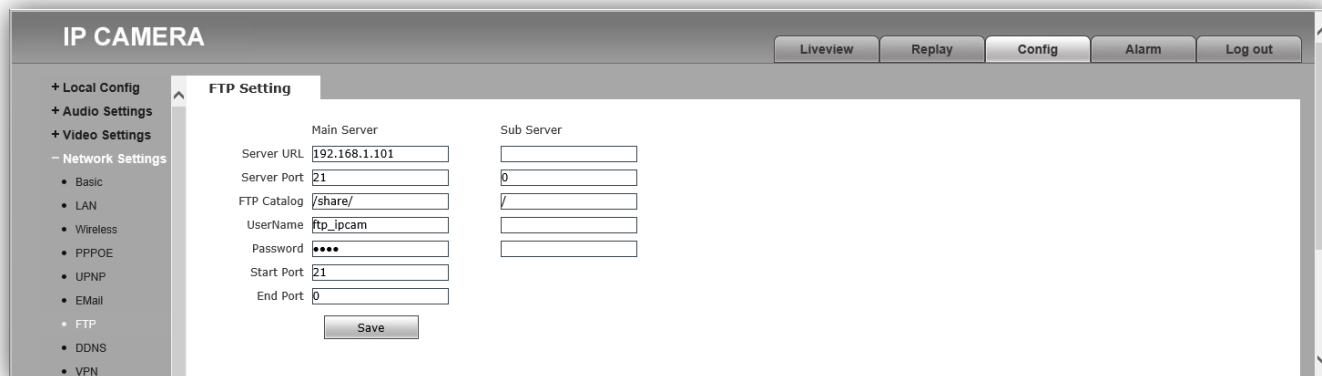 IP CAMERA
Liveview Replay Config Alarm Log out
+ Local Config
+ Audio Settings
+ Video Settings
− Network Settings
• Basic
• LAN
• Wireless
• PPPOE
• UPNP
• EMail
• FTP
• DDNS
• VPN
FTP Setting
Main Server Sub Server
Server URL 192.168.1.101
Server Port 21 0
FTP Catalog /share/ /
UserName ftp_ipcam
Password ••••
Start Port 21
End Port 0
Save